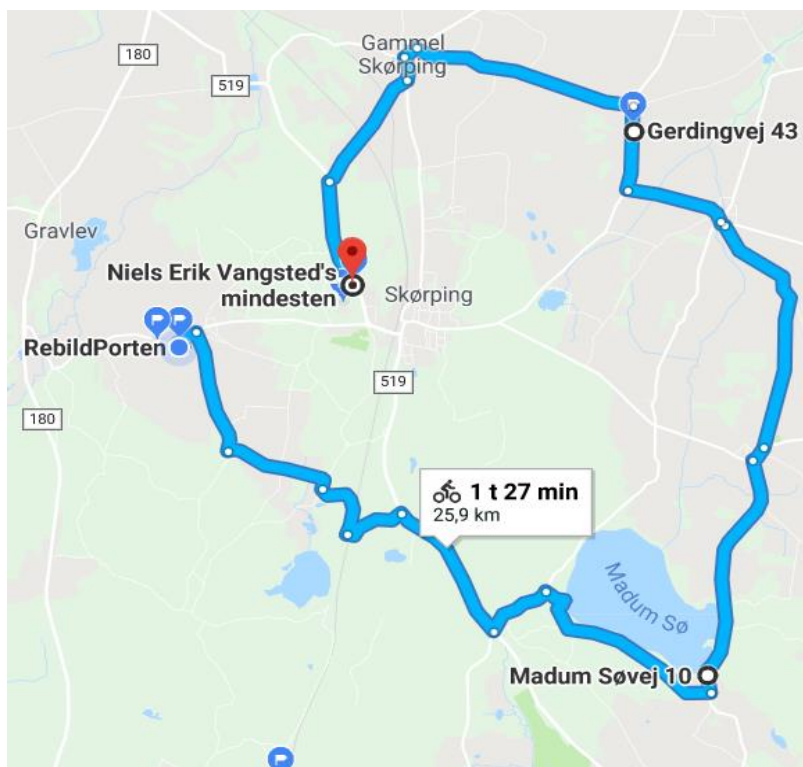 180
Gammel
Skørping
519
Gerdingvej 43
Gravlev
Niels Erik Vangsted's
mindesten
Skørping
RebildPorten
519
180
1 t 27 min
25,9 km
Madum Sø
Madum Søvej 10